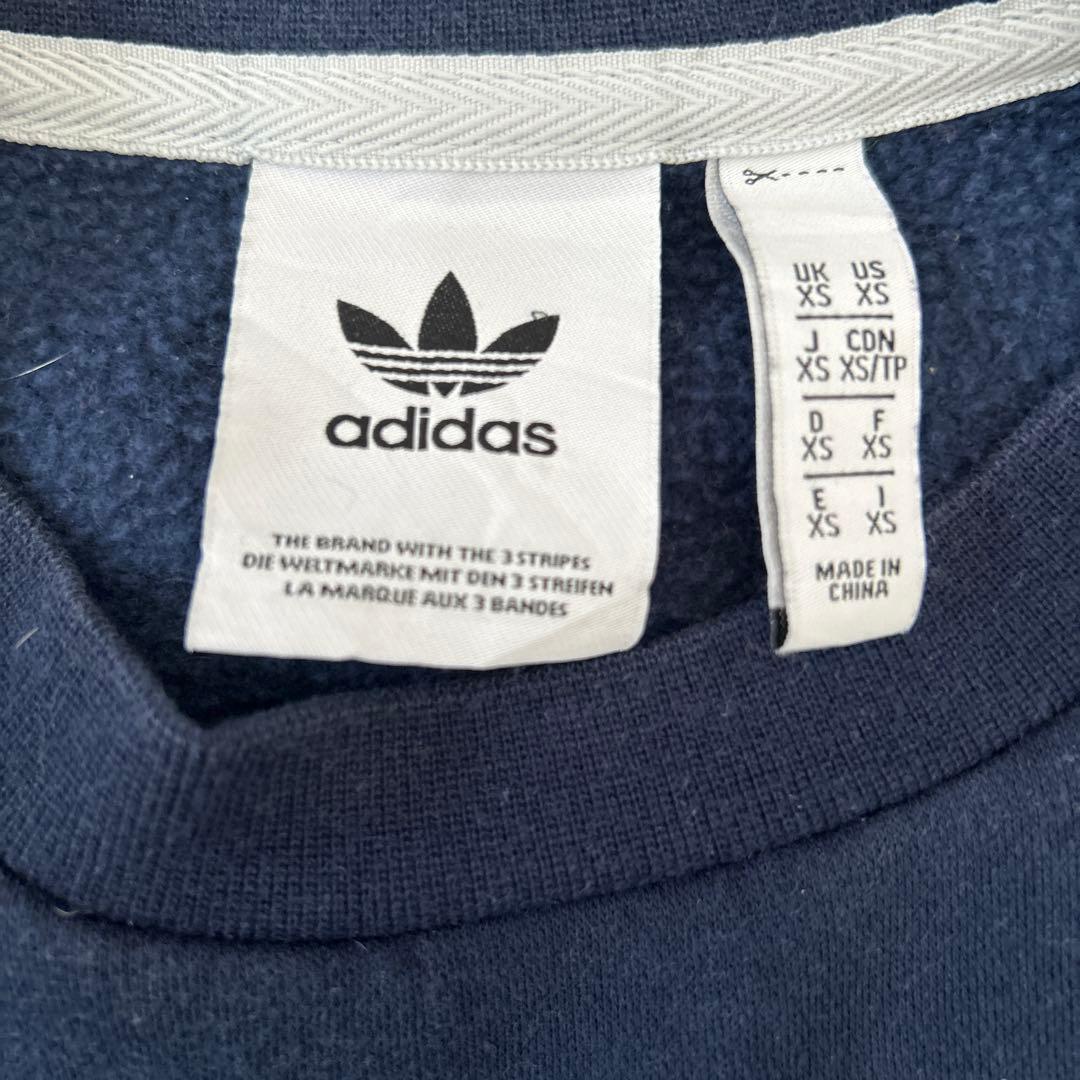 adidas
THE BRAND WITH THE 3 STRIPES
DIE WELTMARKE MIT DEN 3 STREIFEN
LA MARQUE AUX 3 BANDES
UK US
XS XS
J CDN
XS XS/TP
D F
XS XS
E I
XS XS
MADE IN
CHINA